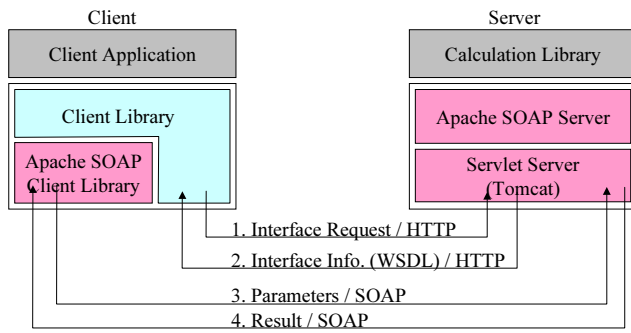 Client
Server
Client Application
Calculation Library
Client Library
Apache SOAP Server
Apache SOAP
Client Library
Servlet Server
(Tomcat)
1. Interface Request / HTTP
2. Interface Info. (WSDL) / HTTP
3. Parameters / SOAP
4. Result / SOAP